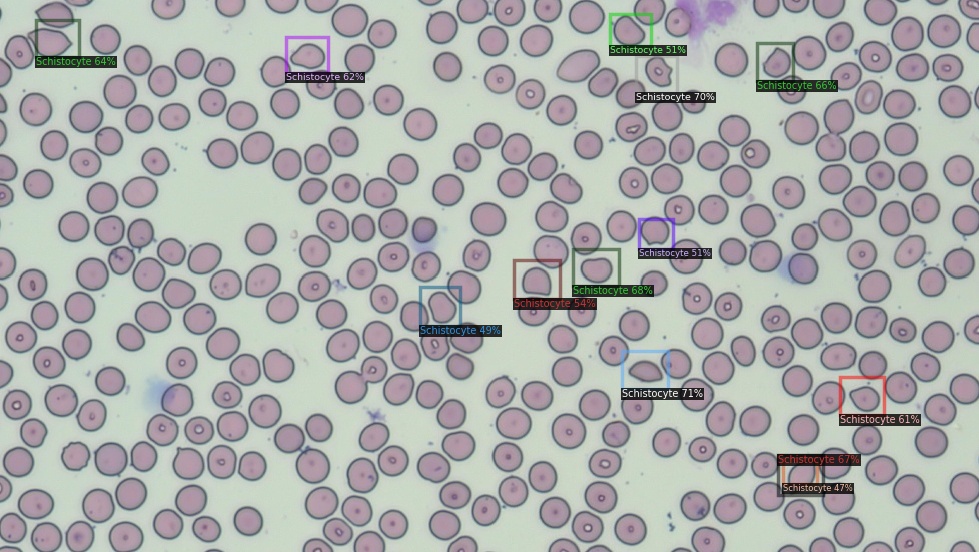 Schistocyte 51%
Schistocyte 64%
Schistocyte 62%
Schistocyte 66%
Schistocyte 70%
Schistocyte 51%
Schistocyte 68%
Schistocyte 54%
Schistocyte 49%
Schistocyte 71%
Schistocyte 61%
Schistocyte 67%
Schistocyte 47%